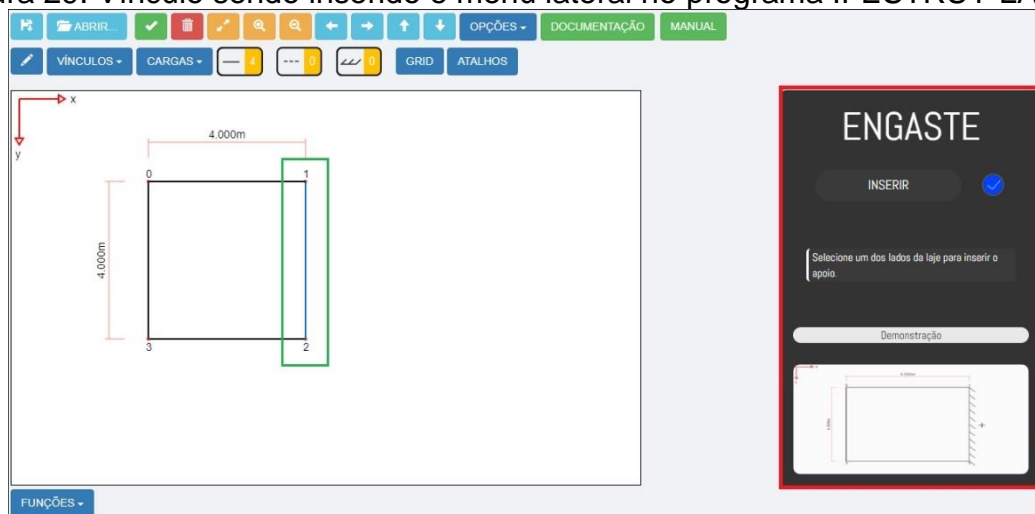 ABRIR... OPÇÕES DOCUMENTAÇÃO MANUAL
VÍNCULOS CARGAS 4 0 0 GRID ATALHOS
x
y
4.000m
0 1
4.000m
3 2
ENGASTE
INSERIR
Selecione um dos lados da laje para inserir o
apoio.
Demonstração
FUNÇÕES